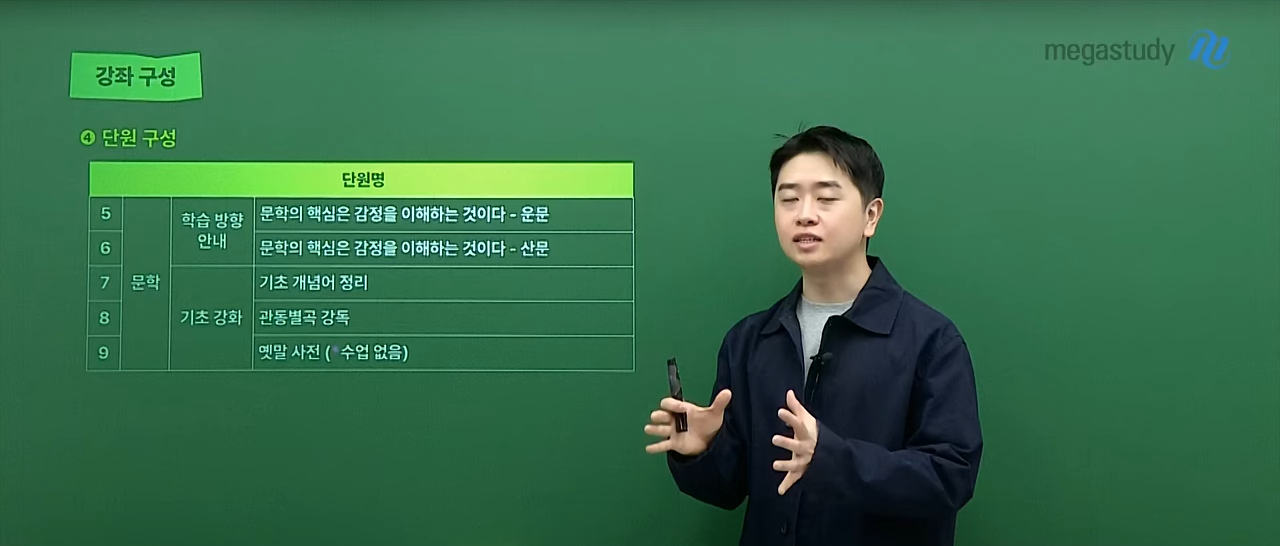 megastudy
강좌 구성
❹ 단원 구성
단원명
5 문학 학습 방향 안내 문학의 핵심은 감정을 이해하는 것이다 - 운문
6 문학의 핵심은 감정을 이해하는 것이다 - 산문
7 기초 강화 기초 개념어 정리
8 관동별곡 강독
9 옛말 사전 (*수업 없음)